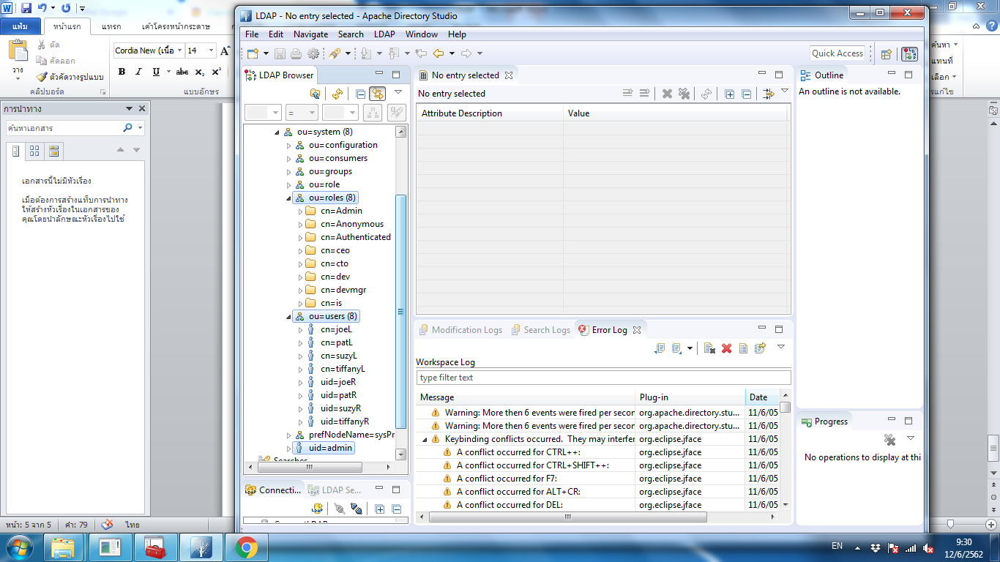 LDAP - No entry selected - Apache Directory Studio
แฟ้ม
หน้าแรก
แทรก
เค้าโครงหน้ากระดาษ
วาง
ตัด
คัดลอก
ตัวคัดวางรูปแบบ
คลิปบอร์ด
Cordia New (เนื้อ
14
A
B I U abc x₂ x²
แบบอักษร
ค้นหา
แทนที่
เลือก
การนำทาง
ค้นหาเอกสาร
เอกสารนี้ไม่มีหัวเรื่อง
เมื่อต้องการสร้างแท็บการนำทาง
ให้สร้างหัวเรื่องในเอกสารของ
คุณโดยนำลักษณะหัวเรื่องไปใช้
File Edit Navigate Search LDAP Window Help
Quick Access
LDAP Browser
=
ou=system (8)
ou=configuration
ou=consumers
ou=groups
ou=role
ou=roles (8)
cn=Admin
cn=Anonymous
cn=Authenticated
cn=ceo
cn=cto
cn=dev
cn=devmgr
cn=is
ou=users (8)
cn=joeL
cn=patL
cn=suzyL
cn=tiffanyL
uid=joeR
uid=patR
uid=suzyR
uid=tiffanyR
prefNodeName=sysPr
uid=admin
Searches
Connecti...
LDAP Se...
No entry selected
No entry selected
Attribute Description Value
Modification Logs
Search Logs
Error Log
Workspace Log
type filter text
Message Plug-in Date
Warning: More then 6 events were fired per secon org.apache.directory.stu... 11/6/05
Warning: More then 6 events were fired per secon org.apache.directory.stu... 11/6/05
Keybinding conflicts occurred. They may interfer org.eclipse.jface 11/6/05
A conflict occurred for CTRL++: org.eclipse.jface 11/6/05
A conflict occurred for CTRL+SHIFT++: org.eclipse.jface 11/6/05
A conflict occurred for F7: org.eclipse.jface 11/6/05
A conflict occurred for ALT+CR: org.eclipse.jface 11/6/05
A conflict occurred for DEL: org.eclipse.jface 11/6/05
Outline
An outline is not available.
Progress
No operations to display at thi
หน้า: 5 จาก 5
คำ: 79
ไทย
EN
9:30
12/6/2562